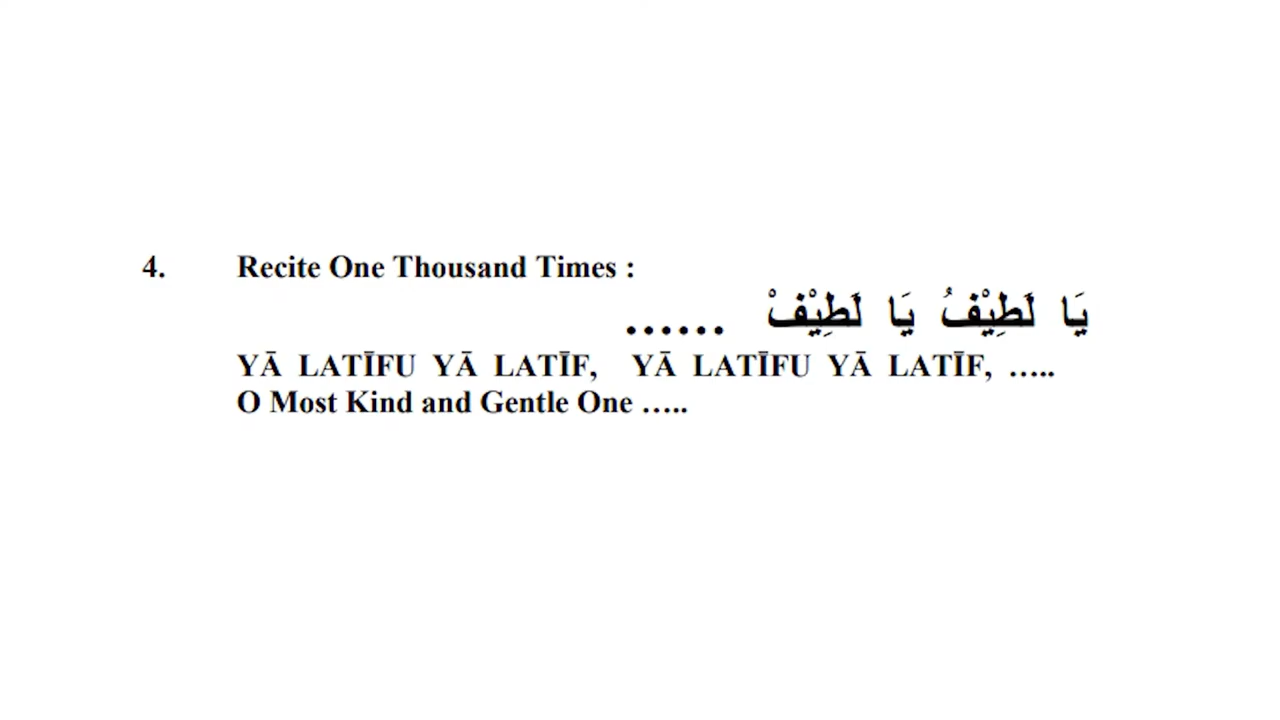 4. Recite One Thousand Times :
يَا لَطِيْفُ يَا لَطِيْفْ ......
YĀ LATĪFU YĀ LATĪF, YĀ LATĪFU YĀ LATĪF, .....
O Most Kind and Gentle One .....